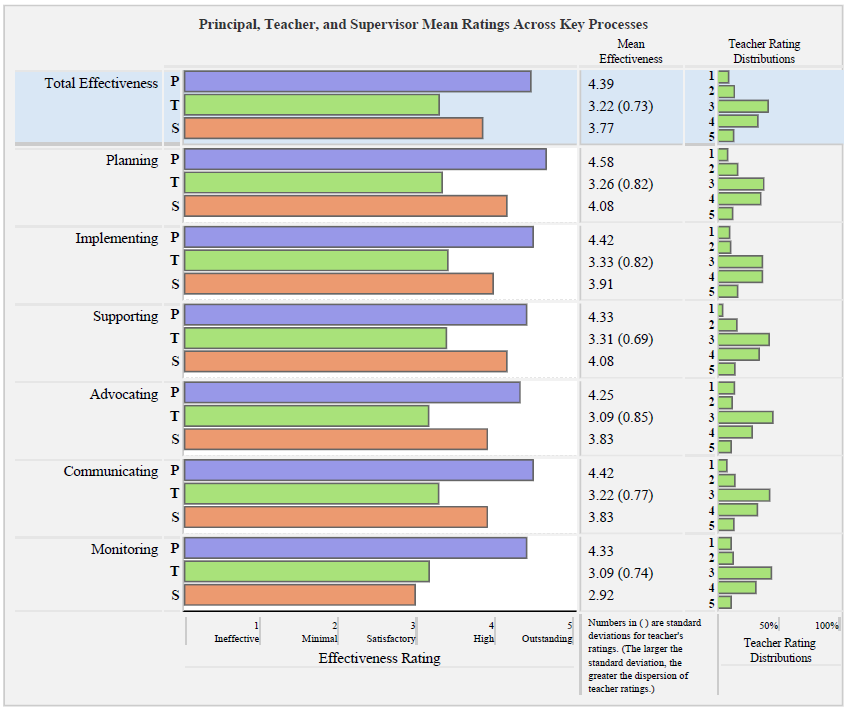 Principal, Teacher, and Supervisor Mean Ratings Across Key Processes
Mean
Effectiveness
Teacher Rating
Distributions
Total Effectiveness
P
T
S
4.39
3.22 (0.73)
3.77
1
2
3
4
5
Planning
P
T
S
4.58
3.26 (0.82)
4.08
1
2
3
4
5
Implementing
P
T
S
4.42
3.33 (0.82)
3.91
1
2
3
4
5
Supporting
P
T
S
4.33
3.31 (0.69)
4.08
1
2
3
4
5
Advocating
P
T
S
4.25
3.09 (0.85)
3.83
1
2
3
4
5
Communicating
P
T
S
4.42
3.22 (0.77)
3.83
1
2
3
4
5
Monitoring
P
T
S
4.33
3.09 (0.74)
2.92
1
2
3
4
5
1
Ineffective
2
Minimal
3
Satisfactory
4
High
5
Outstanding
Effectiveness Rating
Numbers in ( ) are standard
deviations for teacher's
ratings. (The larger the
standard deviation, the
greater the dispersion of
teacher ratings.)
50%
100%
Teacher Rating
Distributions